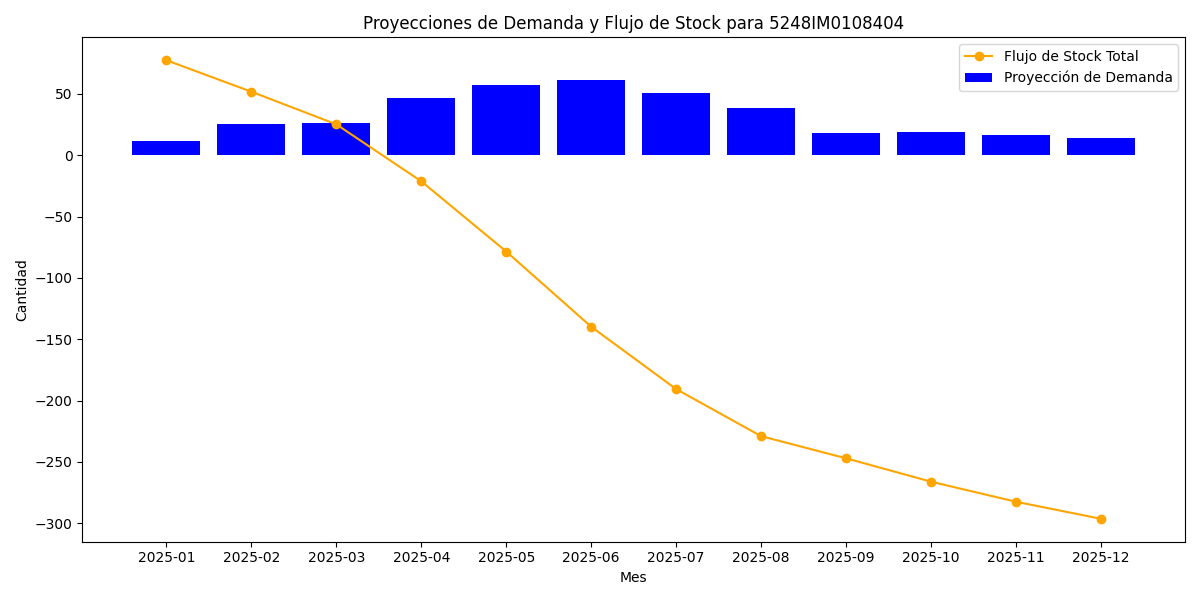 Proyecciones de Demanda y Flujo de Stock para 5248IM0108404
Flujo de Stock Total
Proyección de Demanda
Cantidad
50
0
−50
−100
−150
−200
−250
−300
2025-01 2025-02 2025-03 2025-04 2025-05 2025-06 2025-07 2025-08 2025-09 2025-10 2025-11 2025-12
Mes